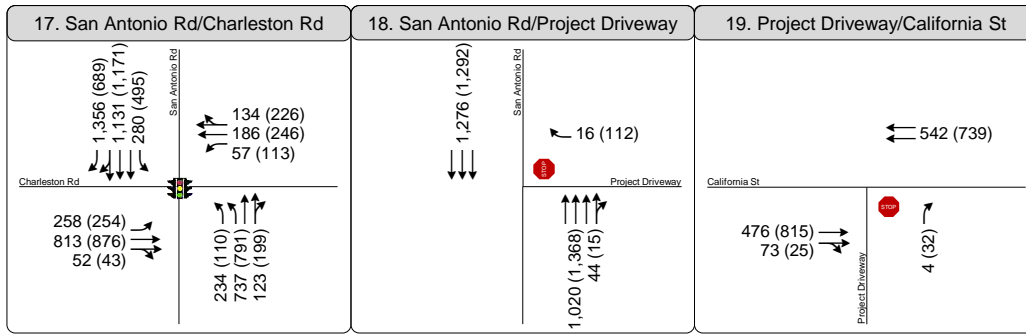 17. San Antonio Rd/Charleston Rd
1,356 (689)
1,131 (1,171)
280 (495)
San Antonio Rd
134 (226)
186 (246)
57 (113)
Charleston Rd
258 (254)
813 (876)
52 (43)
234 (110)
737 (791)
123 (199)
18. San Antonio Rd/Project Driveway
1,276 (1,292)
San Antonio Rd
16 (112)
STOP
Project Driveway
1,020 (1,368)
44 (15)
19. Project Driveway/California St
542 (739)
California St
STOP
476 (815)
73 (25)
Project Driveway
4 (32)